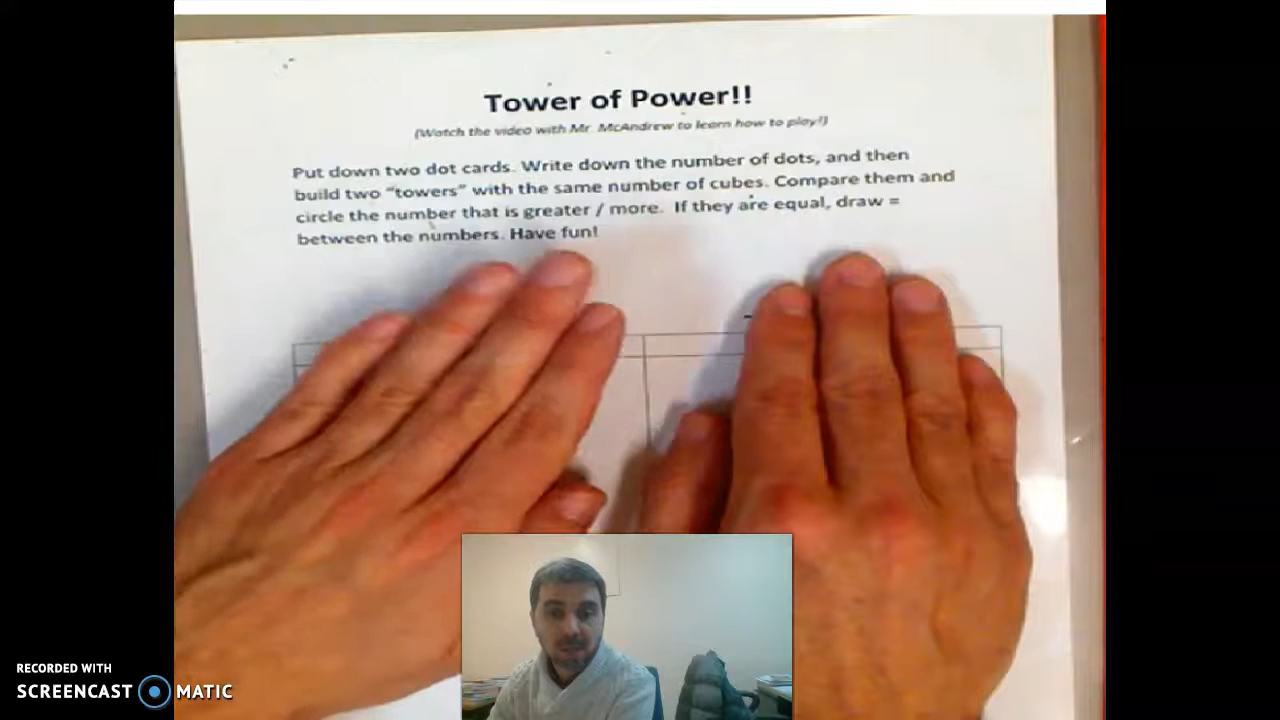 Tower of Power!!
(Watch the video with Mr. McAndrew to learn how to play!)
Put down two dot cards. Write down the number of dots, and then
build two “towers” with the same number of cubes. Compare them and
circle the number that is greater / more. If they are equal, draw =
between the numbers. Have fun!
RECORDED WITH
SCREENCAST MATIC